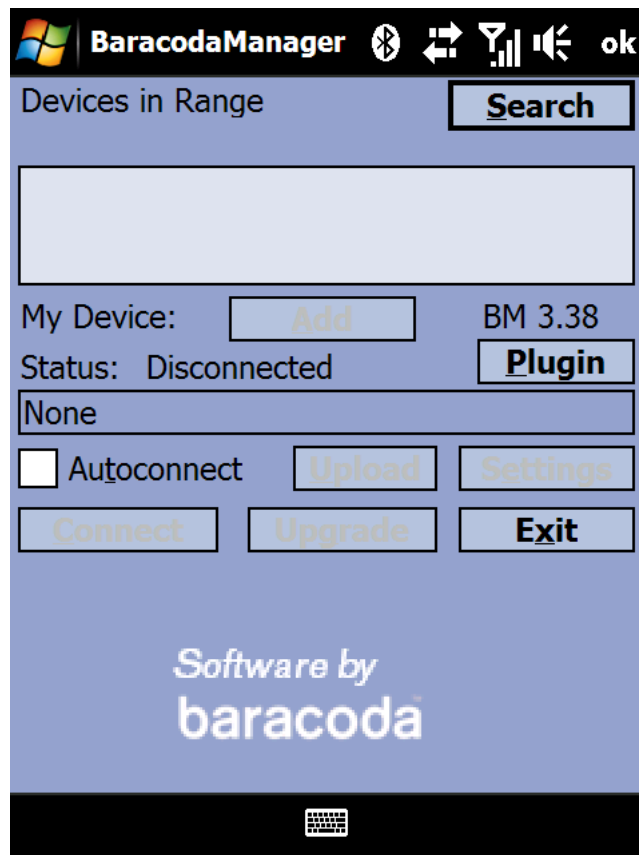 BaracodaManager ok
Devices in Range Search
My Device: Add BM 3.38
Status: Disconnected Plugin
None
Autoconnect Upload Settings
Connect Upgrade Exit
Software by
baracoda